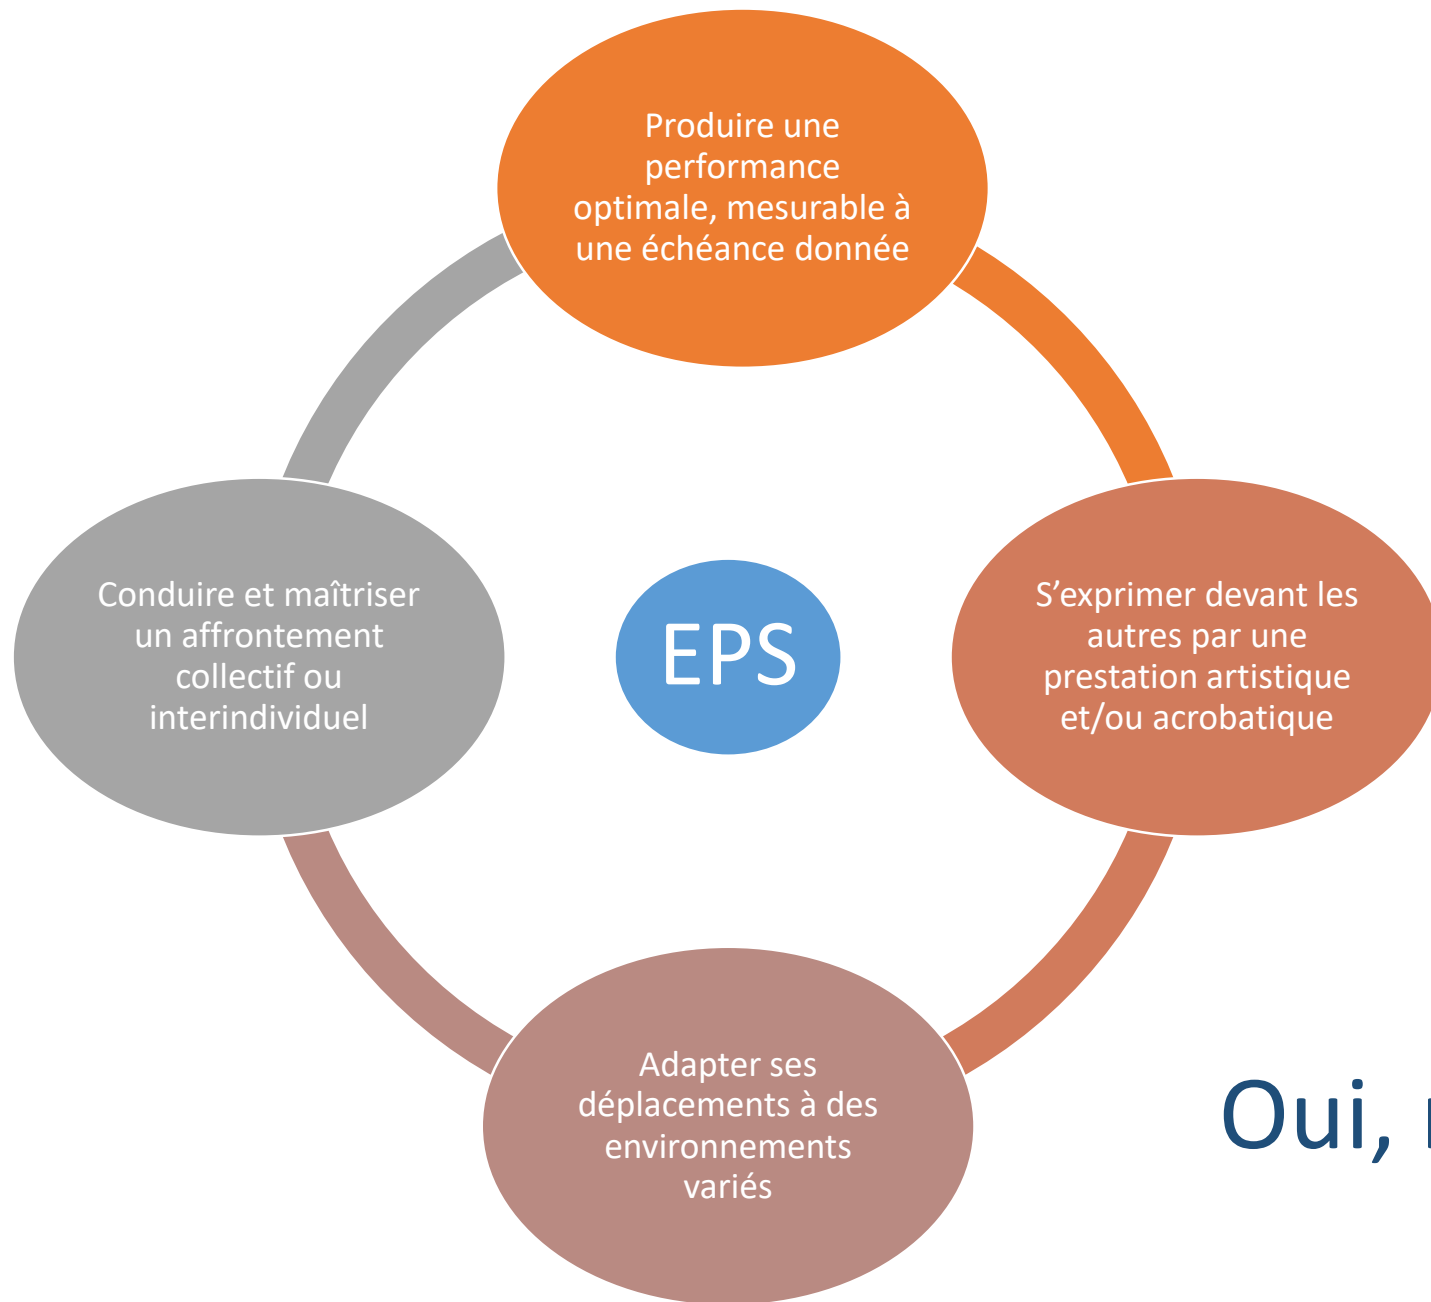 Produire une
performance
optimale, mesurable à
une échéance donnée
Conduire et maîtriser
un affrontement
collectif ou
interindividuel
EPS
S’exprimer devant les
autres par une
prestation artistique
et/ou acrobatique
Adapter ses
déplacements à des
environnements
variés
Oui,